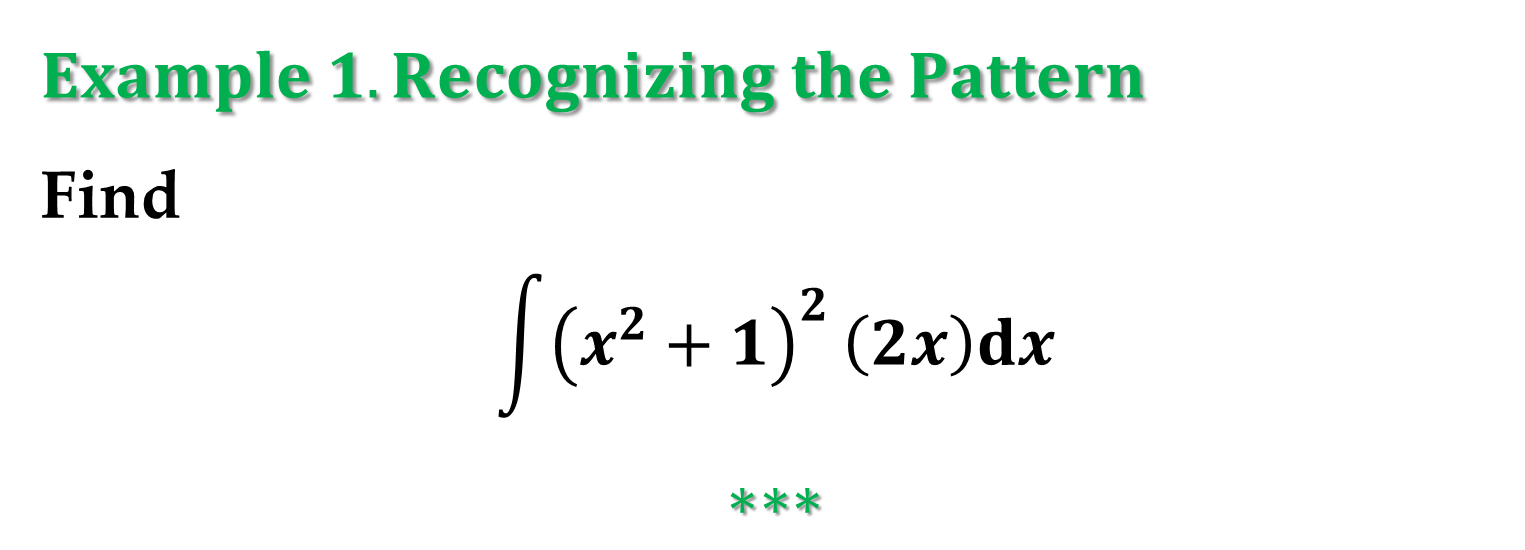 Example 1. Recognizing the Pattern
Find
∫(x² + 1)² (2x)dx
***